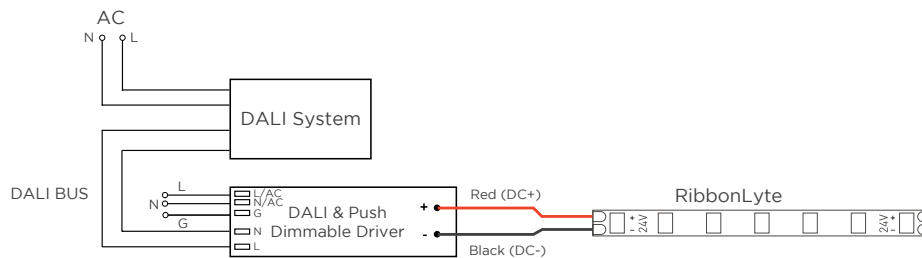 AC
N L
DALI System
DALI BUS
L
N
G
L/AC
N/AC
G
N
L
DALI & Push
Dimmable Driver
+
-
Red (DC+)
Black (DC-)
RibbonLyte
+ 24V -
+ 24V -